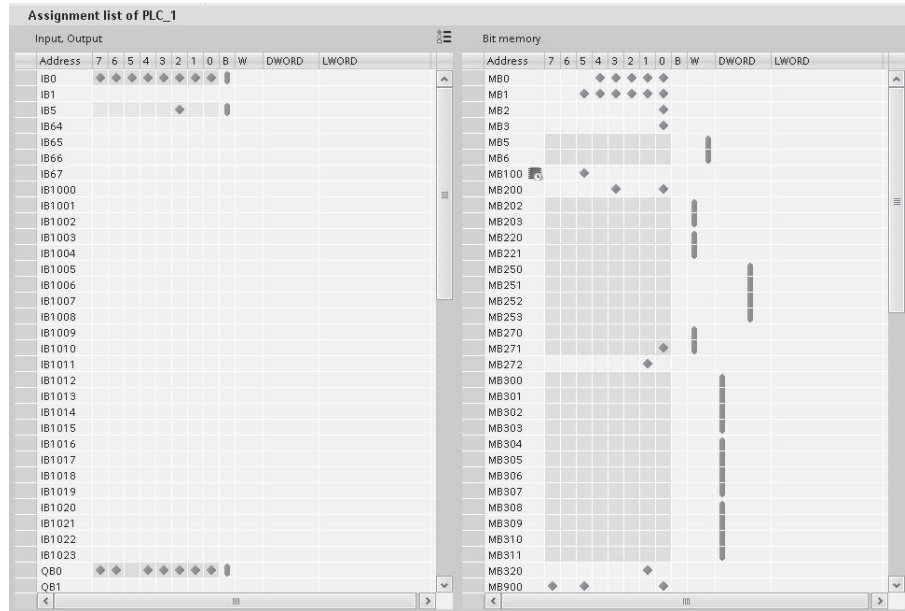 Assignment list of PLC_1
Input, Output
Address 7 6 5 4 3 2 1 0 B W DWORD LWORD
IB0
IB1
IB5
IB64
IB65
IB66
IB67
IB1000
IB1001
IB1002
IB1003
IB1004
IB1005
IB1006
IB1007
IB1008
IB1009
IB1010
IB1011
IB1012
IB1013
IB1014
IB1015
IB1016
IB1017
IB1018
IB1019
IB1020
IB1021
IB1022
IB1023
QB0
QB1
Bit memory
Address 7 6 5 4 3 2 1 0 B W DWORD LWORD
MB0
MB1
MB2
MB3
MB5
MB6
MB100
MB200
MB202
MB203
MB220
MB221
MB250
MB251
MB252
MB253
MB270
MB271
MB272
MB300
MB301
MB302
MB303
MB304
MB305
MB306
MB307
MB308
MB309
MB310
MB311
MB320
MB900